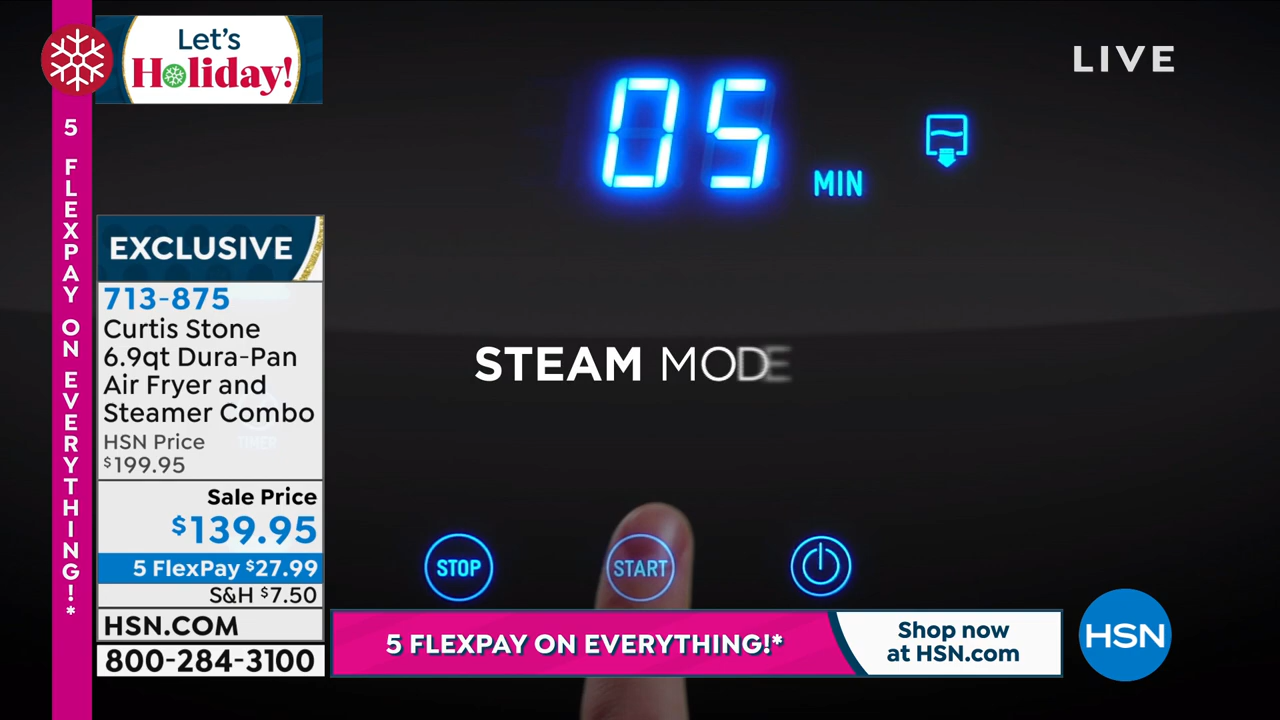 Let's
Holiday!
LIVE
5 FLEXPAY ON EVERYTHING!*
05
MIN
EXCLUSIVE
713-875
Curtis Stone
6.9qt Dura-Pan
Air Fryer and
Steamer Combo
HSN Price
$199.95
Sale Price
$139.95
5 FlexPay $27.99
S&H $7.50
HSN.COM
800-284-3100
TIMER
STEAM MODE
STOP
START
5 FLEXPAY ON EVERYTHING!*
Shop now
at HSN.com
HSN